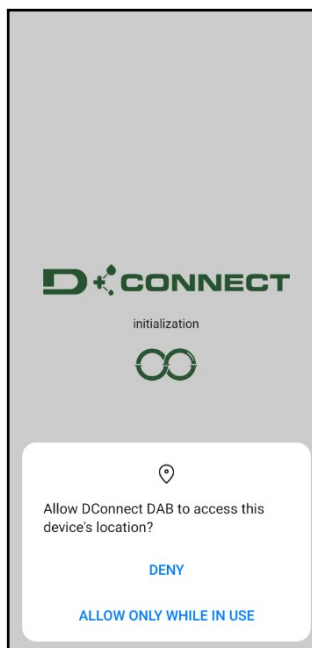 D CONNECT
initialization
Allow DConnect DAB to access this
device's location?
DENY
ALLOW ONLY WHILE IN USE